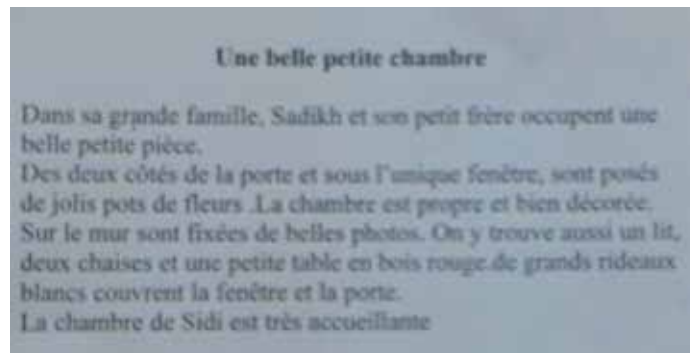 Une belle petite chambre
Dans sa grande famille, Sadikh et son petit frère occupent une
belle petite pièce.
Des deux côtés de la porte et sous l'unique fenêtre, sont posés
de jolis pots de fleurs .La chambre est propre et bien décorée.
Sur le mur sont fixées de belles photos. On y trouve aussi un lit,
deux chaises et une petite table en bois rouge.de grands rideaux
blancs couvrent la fenêtre et la porte.
La chambre de Sidi est très accueillante